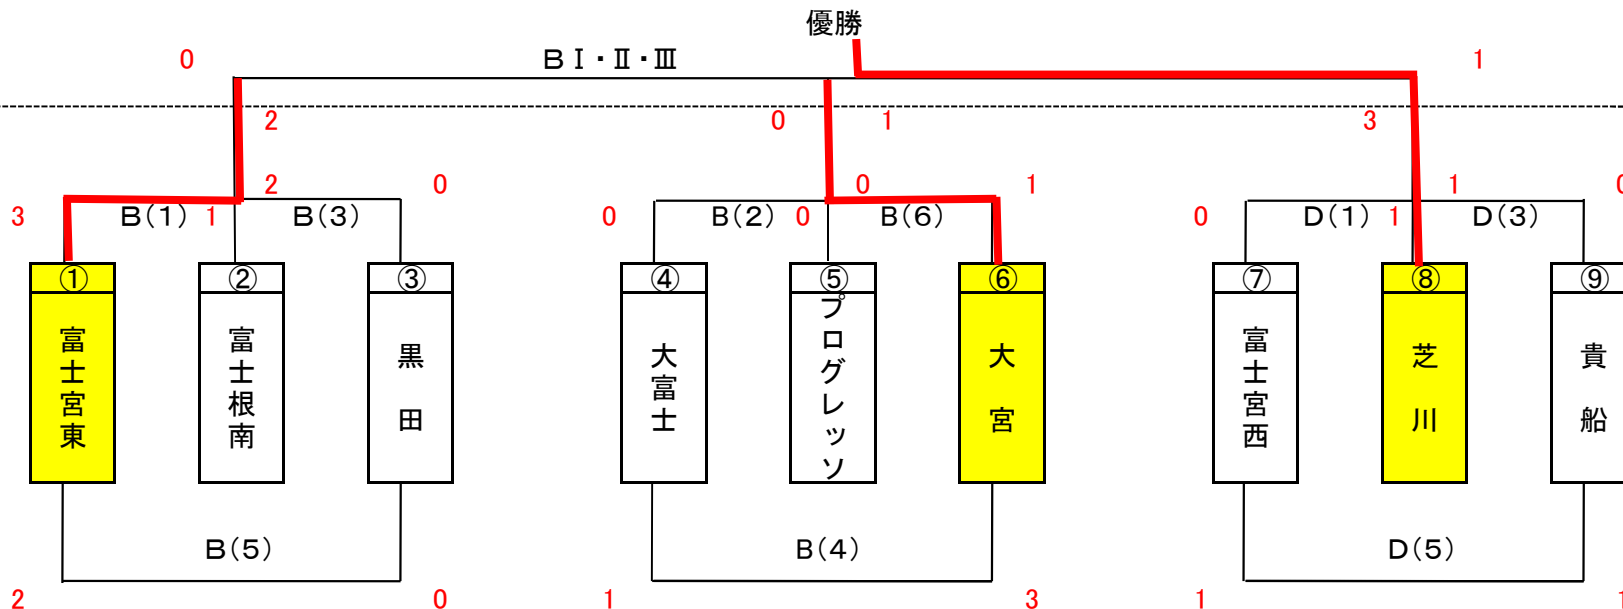 優勝
0 BⅠ・Ⅱ・Ⅲ 1
2 0 1 3
2 0 0 1 1 0
3 B(1) 1 B(3) 0 B(2) 0 B(6) 0 D(1) 1 D(3)
① ② ③ ④ ⑤ ⑥ ⑦ ⑧ ⑨
富士宮東
富士根南
黒田
大富士
プログレッソ
大宮
富士宮西
芝川
貴船
B(5) B(4) D(5)
2 0 1 3 1 1